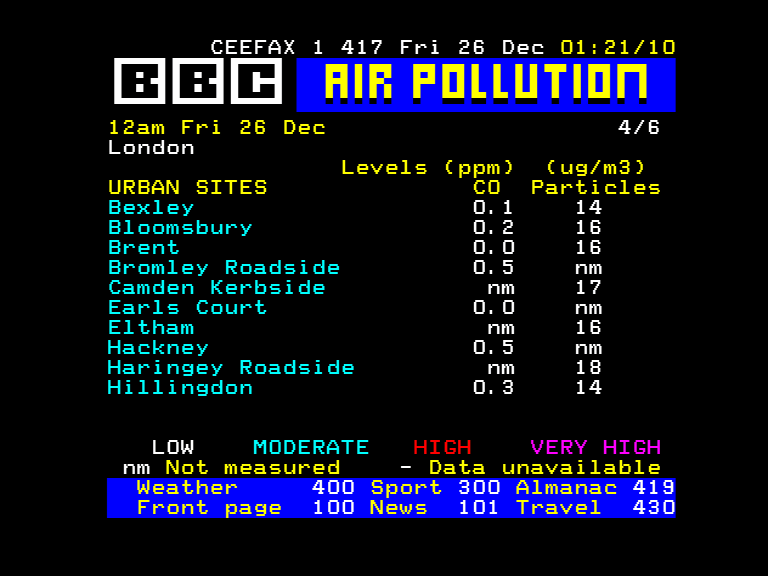 CEEFAX 1 417 Fri 26 Dec 01:21/10
BBC AIR POLLUTION
12am Fri 26 Dec 4/6
London
Levels (ppm) (ug/m3)
URBAN SITES CO Particles
Bexley 0.1 14
Bloomsbury 0.2 16
Brent 0.0 16
Bromley Roadside 0.5 nm
Camden Kerbside nm 17
Earls Court 0.0 nm
Eltham nm 16
Hackney 0.5 nm
Haringey Roadside nm 18
Hillingdon 0.3 14
LOW MODERATE HIGH VERY HIGH
nm Not measured - Data unavailable
Weather 400 Sport 300 Almanac 419
Front page 100 News 101 Travel 430